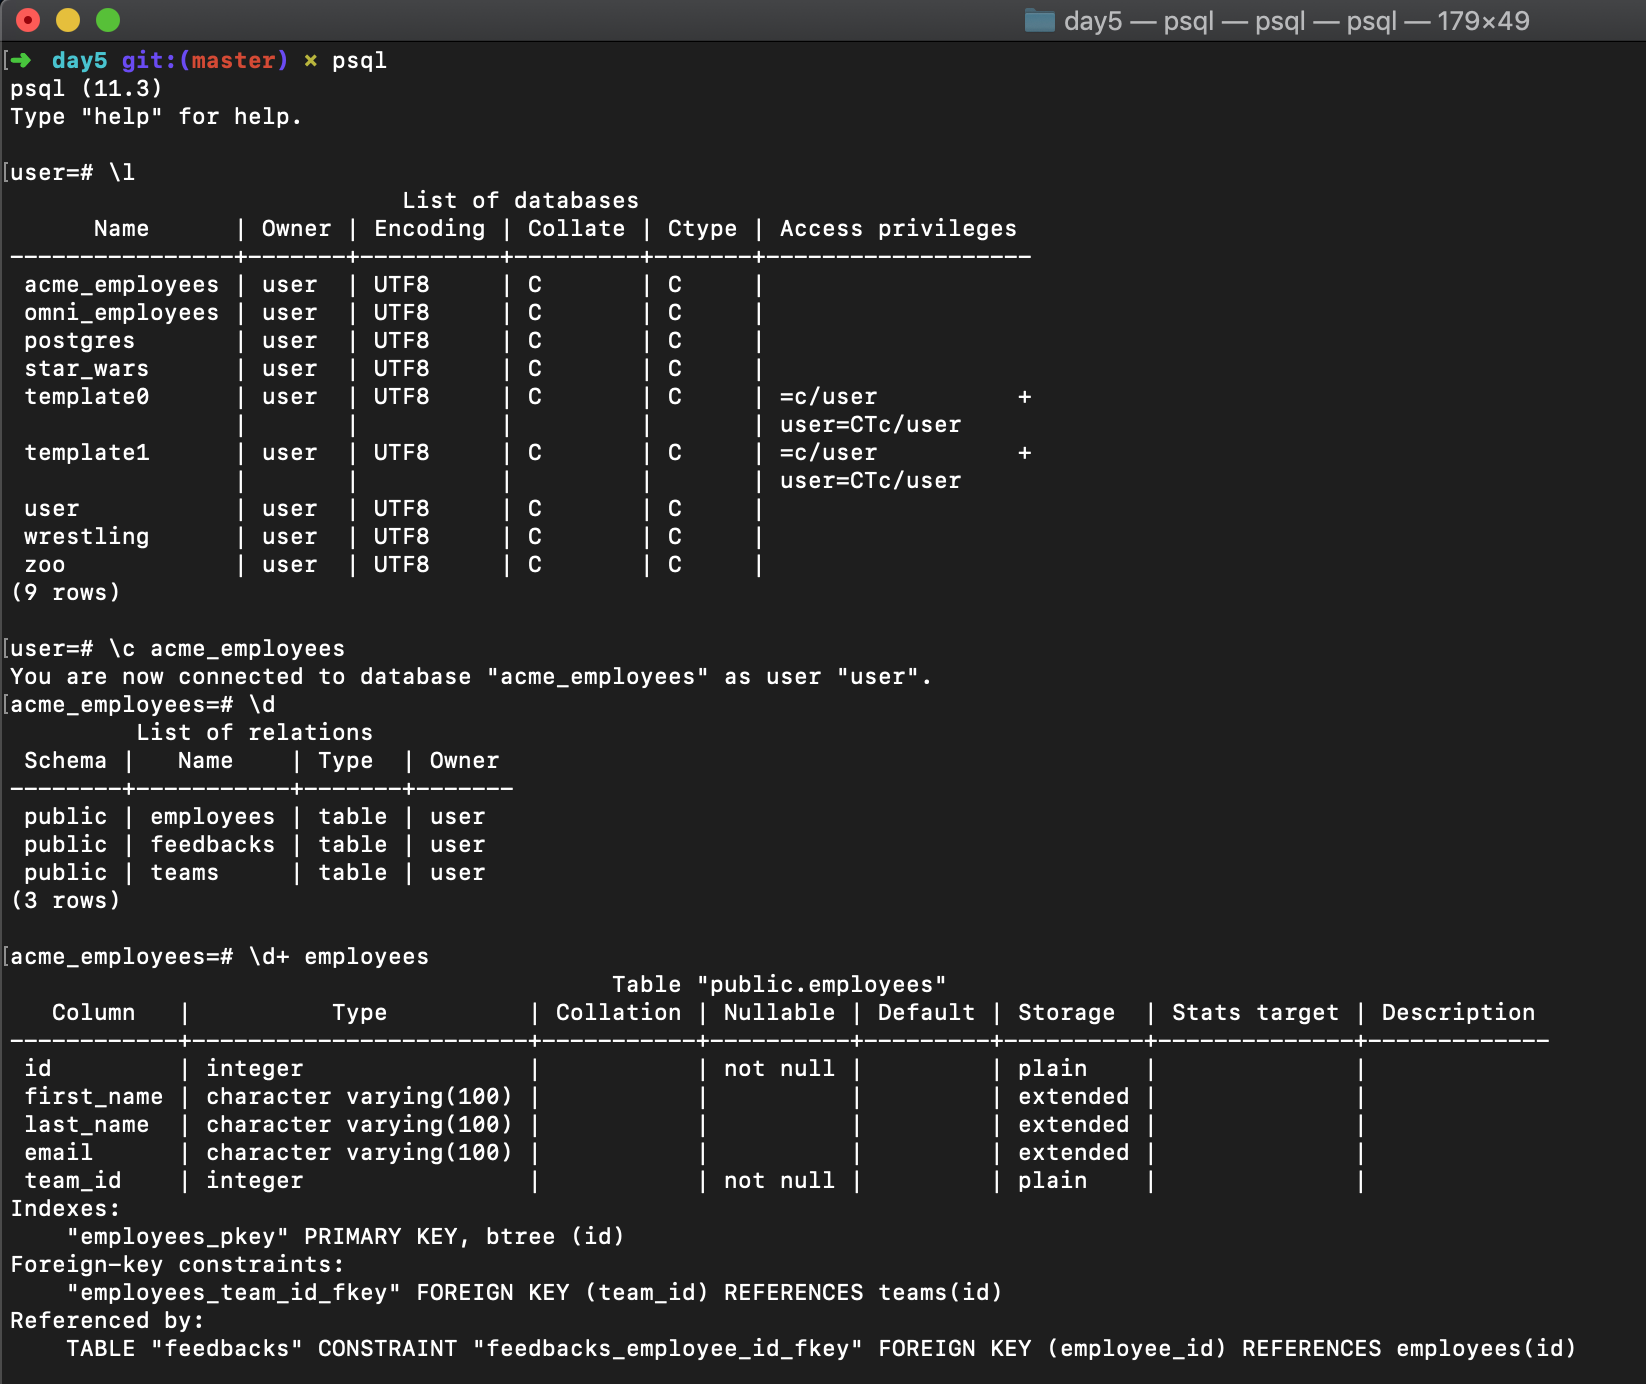 day5 — psql — psql — psql — 179×49
[➜  day5 git:(master) × psql
psql (11.3)
Type "help" for help.

[user=# \l
                            List of databases
      Name      | Owner | Encoding | Collate | Ctype | Access privileges
----------------+-------+----------+---------+-------+-------------------
 acme_employees | user  | UTF8     | C       | C     |
 omni_employees | user  | UTF8     | C       | C     |
 postgres       | user  | UTF8     | C       | C     |
 star_wars      | user  | UTF8     | C       | C     |
 template0      | user  | UTF8     | C       | C     | =c/user          +
                |       |          |         |       | user=CTc/user
 template1      | user  | UTF8     | C       | C     | =c/user          +
                |       |          |         |       | user=CTc/user
 user           | user  | UTF8     | C       | C     |
 wrestling      | user  | UTF8     | C       | C     |
 zoo            | user  | UTF8     | C       | C     |
(9 rows)

[user=# \c acme_employees
You are now connected to database "acme_employees" as user "user".
[acme_employees=# \d
         List of relations
 Schema |   Name    | Type  | Owner
--------+-----------+-------+-------
 public | employees | table | user
 public | feedbacks | table | user
 public | teams     | table | user
(3 rows)

[acme_employees=# \d+ employees
                                           Table "public.employees"
   Column   |          Type          | Collation | Nullable | Default | Storage  | Stats target | Description
------------+------------------------+-----------+----------+---------+----------+--------------+-------------
 id         | integer                |           | not null |         | plain    |              |
 first_name | character varying(100) |           |          |         | extended |              |
 last_name  | character varying(100) |           |          |         | extended |              |
 email      | character varying(100) |           |          |         | extended |              |
 team_id    | integer                |           | not null |         | plain    |              |
Indexes:
    "employees_pkey" PRIMARY KEY, btree (id)
Foreign-key constraints:
    "employees_team_id_fkey" FOREIGN KEY (team_id) REFERENCES teams(id)
Referenced by:
    TABLE "feedbacks" CONSTRAINT "feedbacks_employee_id_fkey" FOREIGN KEY (employee_id) REFERENCES employees(id)